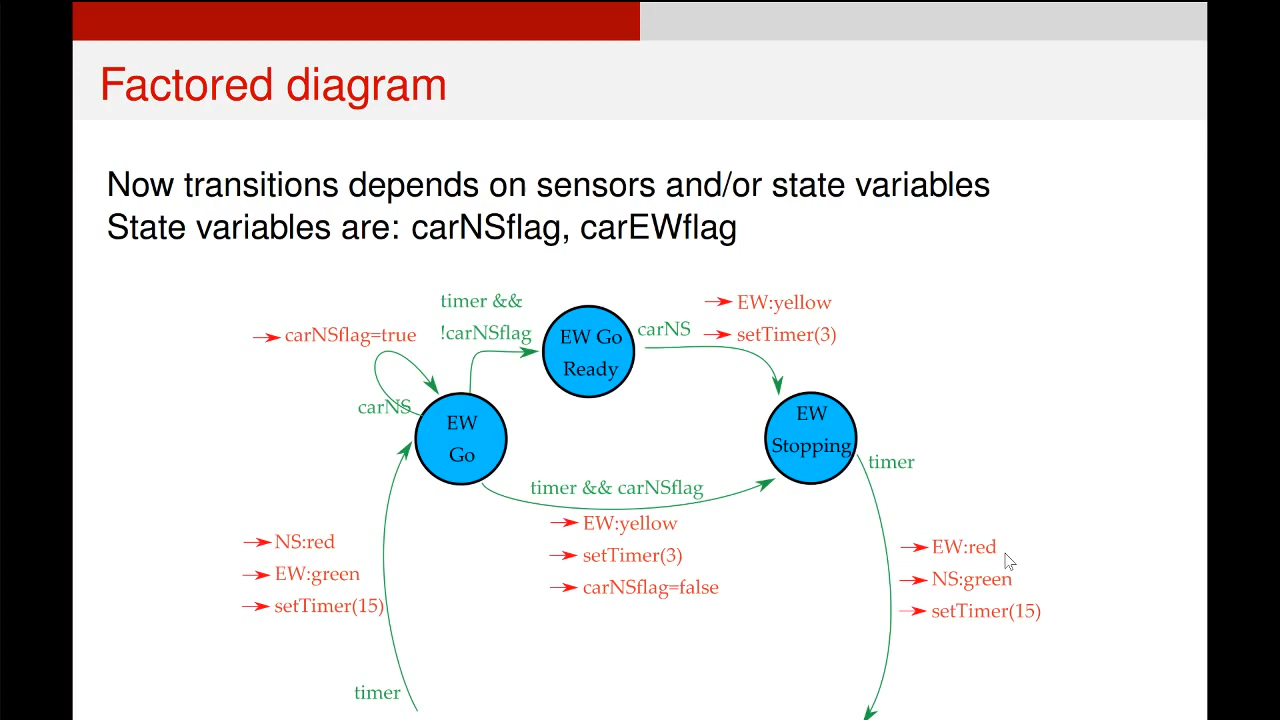 Factored diagram
Now transitions depends on sensors and/or state variables
State variables are: carNSflag, carEWflag
timer &&
!carNSflag
carNSflag=true
carNS
EW Go
Ready
carNS
EW:yellow
setTimer(3)
EW
Go
EW
Stopping
timer
timer && carNSflag
EW:yellow
setTimer(3)
carNSflag=false
NS:red
EW:green
setTimer(15)
EW:red
NS:green
setTimer(15)
timer